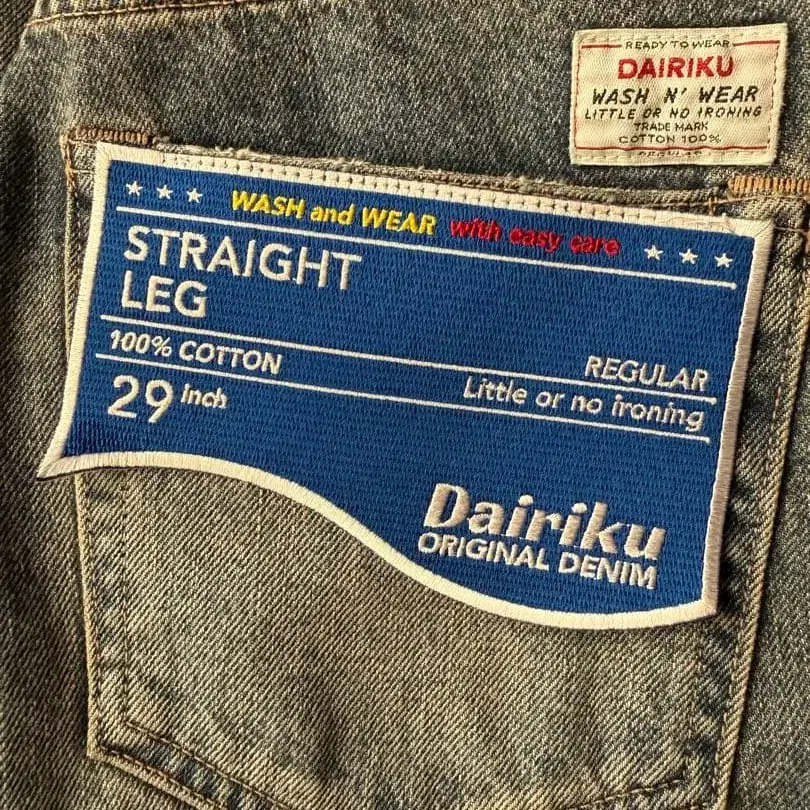 READY TO WEAR
DAIRIKU
WASH N' WEAR
LITTLE OR NO IRONING
TRADE MARK
COTTON 100%
REGULAR
WASH and WEAR with easy care
STRAIGHT
LEG
100% COTTON
REGULAR
29 inch
Little or no ironing
Dairiku
ORIGINAL DENIM